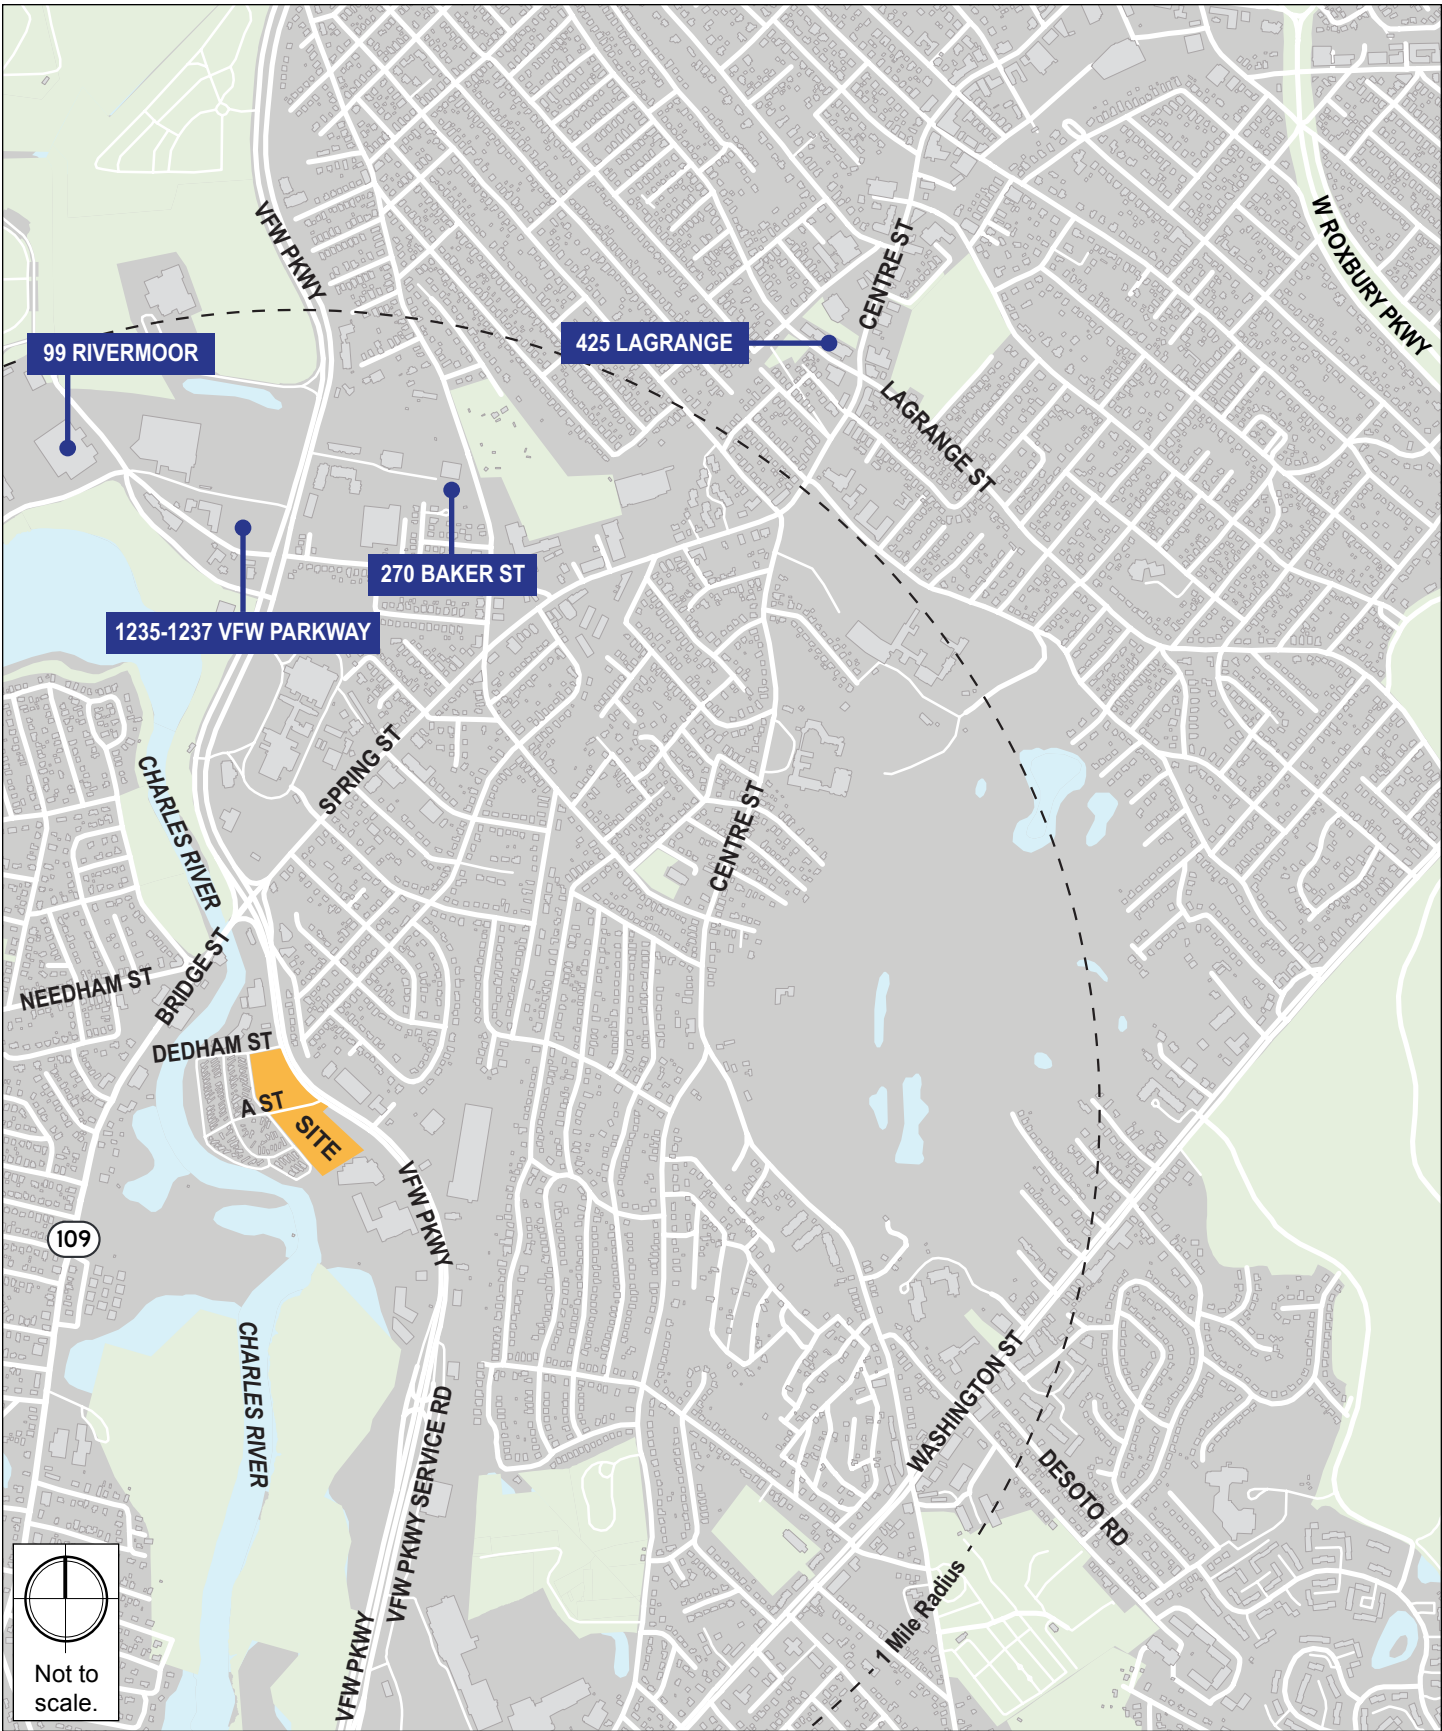 VFW PKWY
W ROXBURY PKWY
CENTRE ST
425 LAGRANGE
99 RIVERMOOR
LAGRANGE ST
270 BAKER ST
1235-1237 VFW PARKWAY
SPRING ST
CHARLES RIVER
CENTRE ST
BRIDGE ST
NEEDHAM ST
DEDHAM ST
A ST
SITE
VFW PKWY
109
CHARLES RIVER
WASHINGTON ST
VFW PKWY SERVICE RD
DESOTO RD
1 Mile Radius
VFW PKWY
Not to
scale.